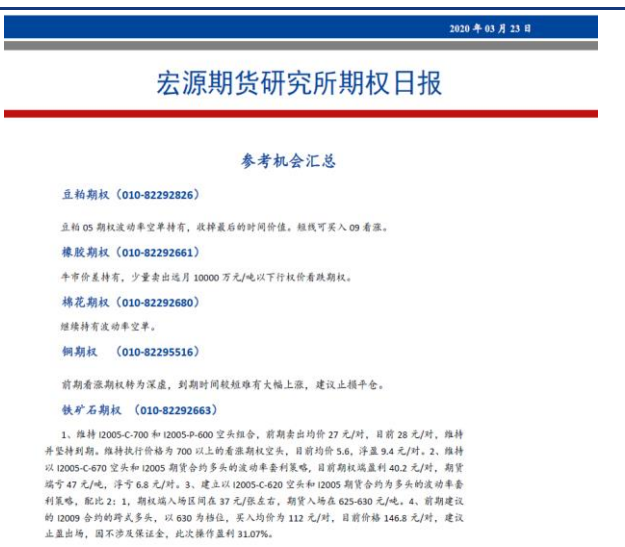 2020 年 03 月 23 日
宏源期货研究所期权日报
参考机会汇总
豆粕期权（010-82292826）
豆粕 05 期权波动率空单持有，收掉最后的时间价值。短线可买入 09 看涨。
橡胶期权（010-82292661）
牛市价差持有，少量卖出远月 10000 万元/吨以下行权价看跌期权。
棉花期权（010-82292680）
继续持有波动率空单。
铜期权 （010-82295516）
前期看涨期权转为深虚，到期时间较短难有大幅上涨，建议止损平仓。
铁矿石期权 （010-82292663）
1、维持 I2005-C-700 和 I2005-P-600 空头组合，前期卖出均价 27 元/对，目前 28 元/对，维持
并坚持到期。维持执行价格为 700 以上的看涨期权空头，目前均价 5.6，浮盈 9.4 元/对。2、维持
以 I2005-C-670 空头和 I2005 期货合约多头的波动率套利策略，目前期权端盈利 40.2 元/对，期货
端亏 47 元/吨，浮亏 6.8 元/对。3、建立以 I2005-C-620 空头和 I2005 期货合约为多头的波动率套
利策略，配比 2：1，期权端入场区间在 37 元/张左右，期货入场在 625-630 元/吨。4、前期建议
的 I2009 合约的跨式多头，以 630 为档位，买入均价为 112 元/对，目前价格 146.8 元/对，建议
止盈出场，因不涉及保证金，此次操作盈利 31.07%。